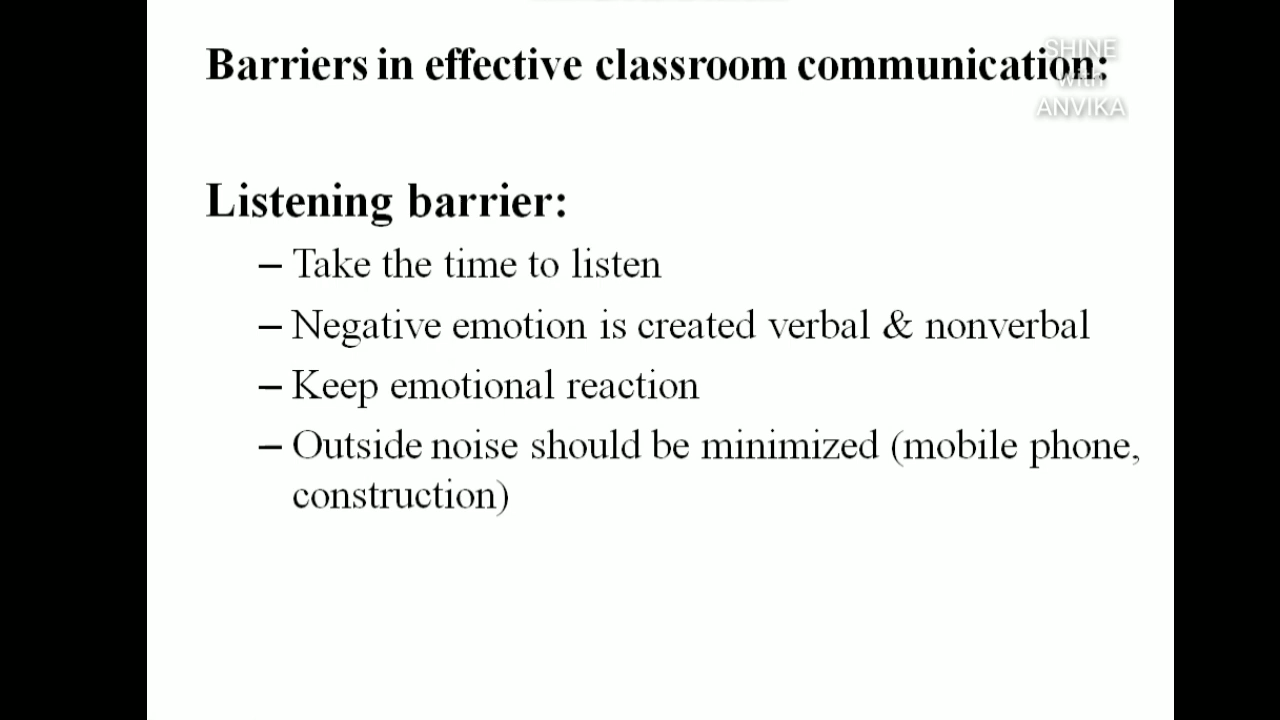 Barriers in effective classroom communication:
SHINE
with
ANVIKA
Listening barrier:
– Take the time to listen
– Negative emotion is created verbal & nonverbal
– Keep emotional reaction
– Outside noise should be minimized (mobile phone,
construction)